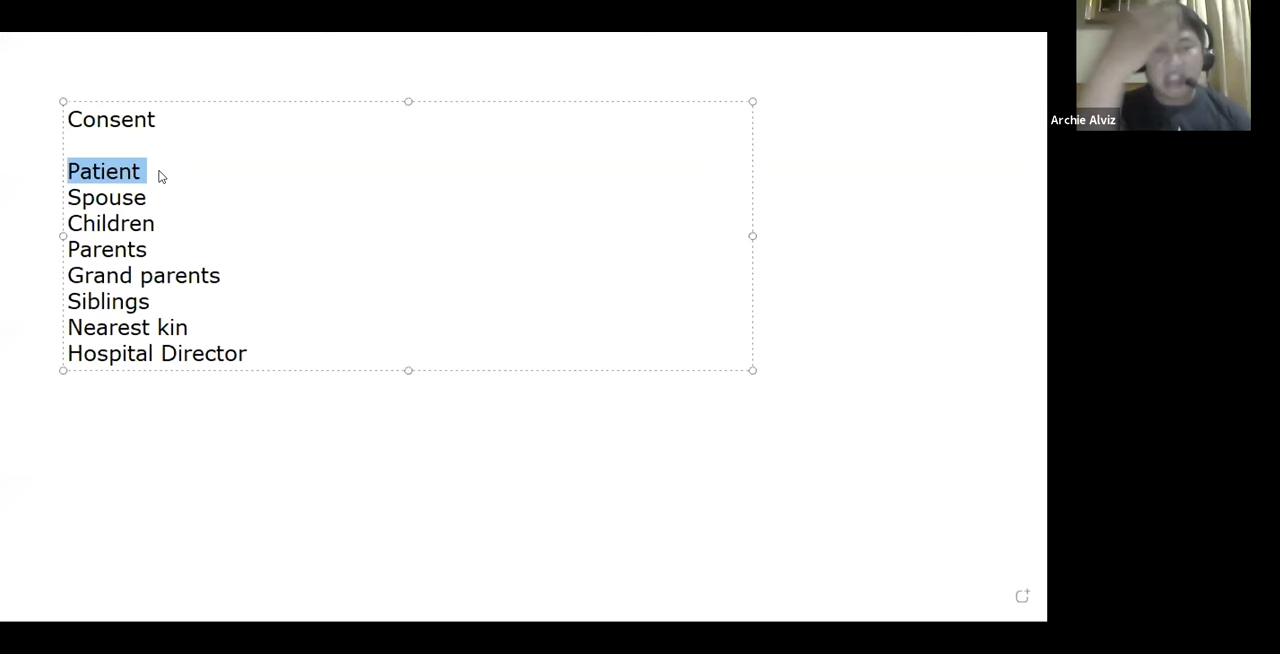 Consent
Patient
Spouse
Children
Parents
Grand parents
Siblings
Nearest kin
Hospital Director
Archie Alviz